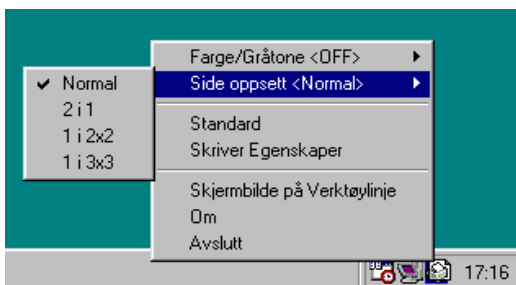 Farge/Gråtone <OFF>
Side oppsett <Normal>
Normal
2 i 1
1 i 2x2
1 i 3x3
Standard
Skriver Egenskaper
Skjermbilde på Verktøylinje
Om
Avslutt
17:16